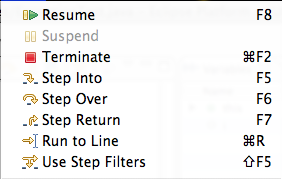 Resume F8
Suspend
Terminate ⌘F2
Step Into F5
Step Over F6
Step Return F7
Run to Line ⌘R
Use Step Filters ⇧F5